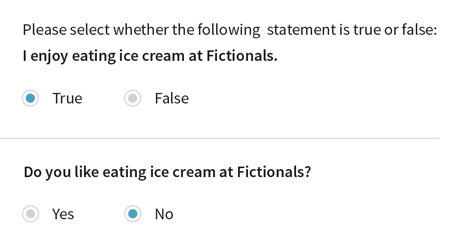 Please select whether the following statement is true or false:
I enjoy eating ice cream at Fictionals.
True False
Do you like eating ice cream at Fictionals?
Yes No